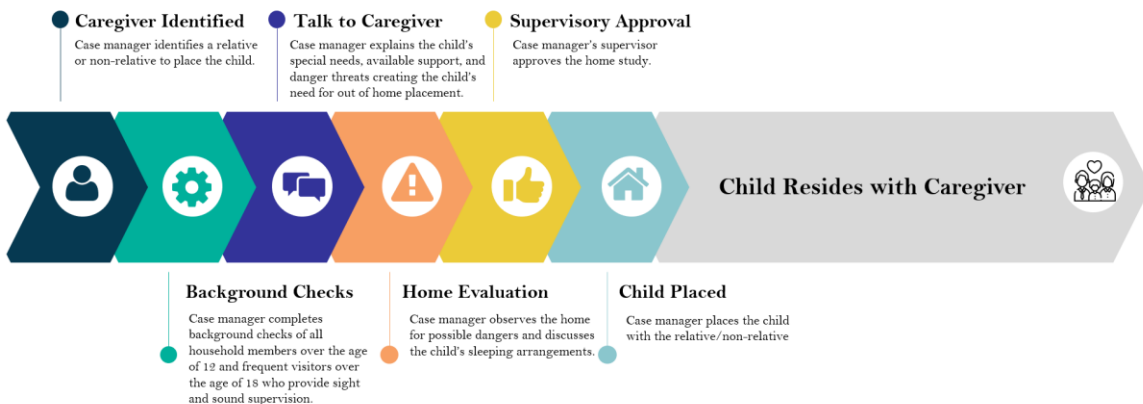 Caregiver Identified
Case manager identifies a relative
or non-relative to place the child.
Talk to Caregiver
Case manager explains the child's
special needs, available support, and
danger threats creating the child's
need for out of home placement.
Supervisory Approval
Case manager's supervisor
approves the home study.
Child Resides with Caregiver
Background Checks
Case manager completes
background checks of all
household members over the age
of 12 and frequent visitors over
the age of 18 who provide sight
and sound supervision.
Home Evaluation
Case manager observes the home
for possible dangers and discusses
the child's sleeping arrangements.
Child Placed
Case manager places the child
with the relative/non-relative